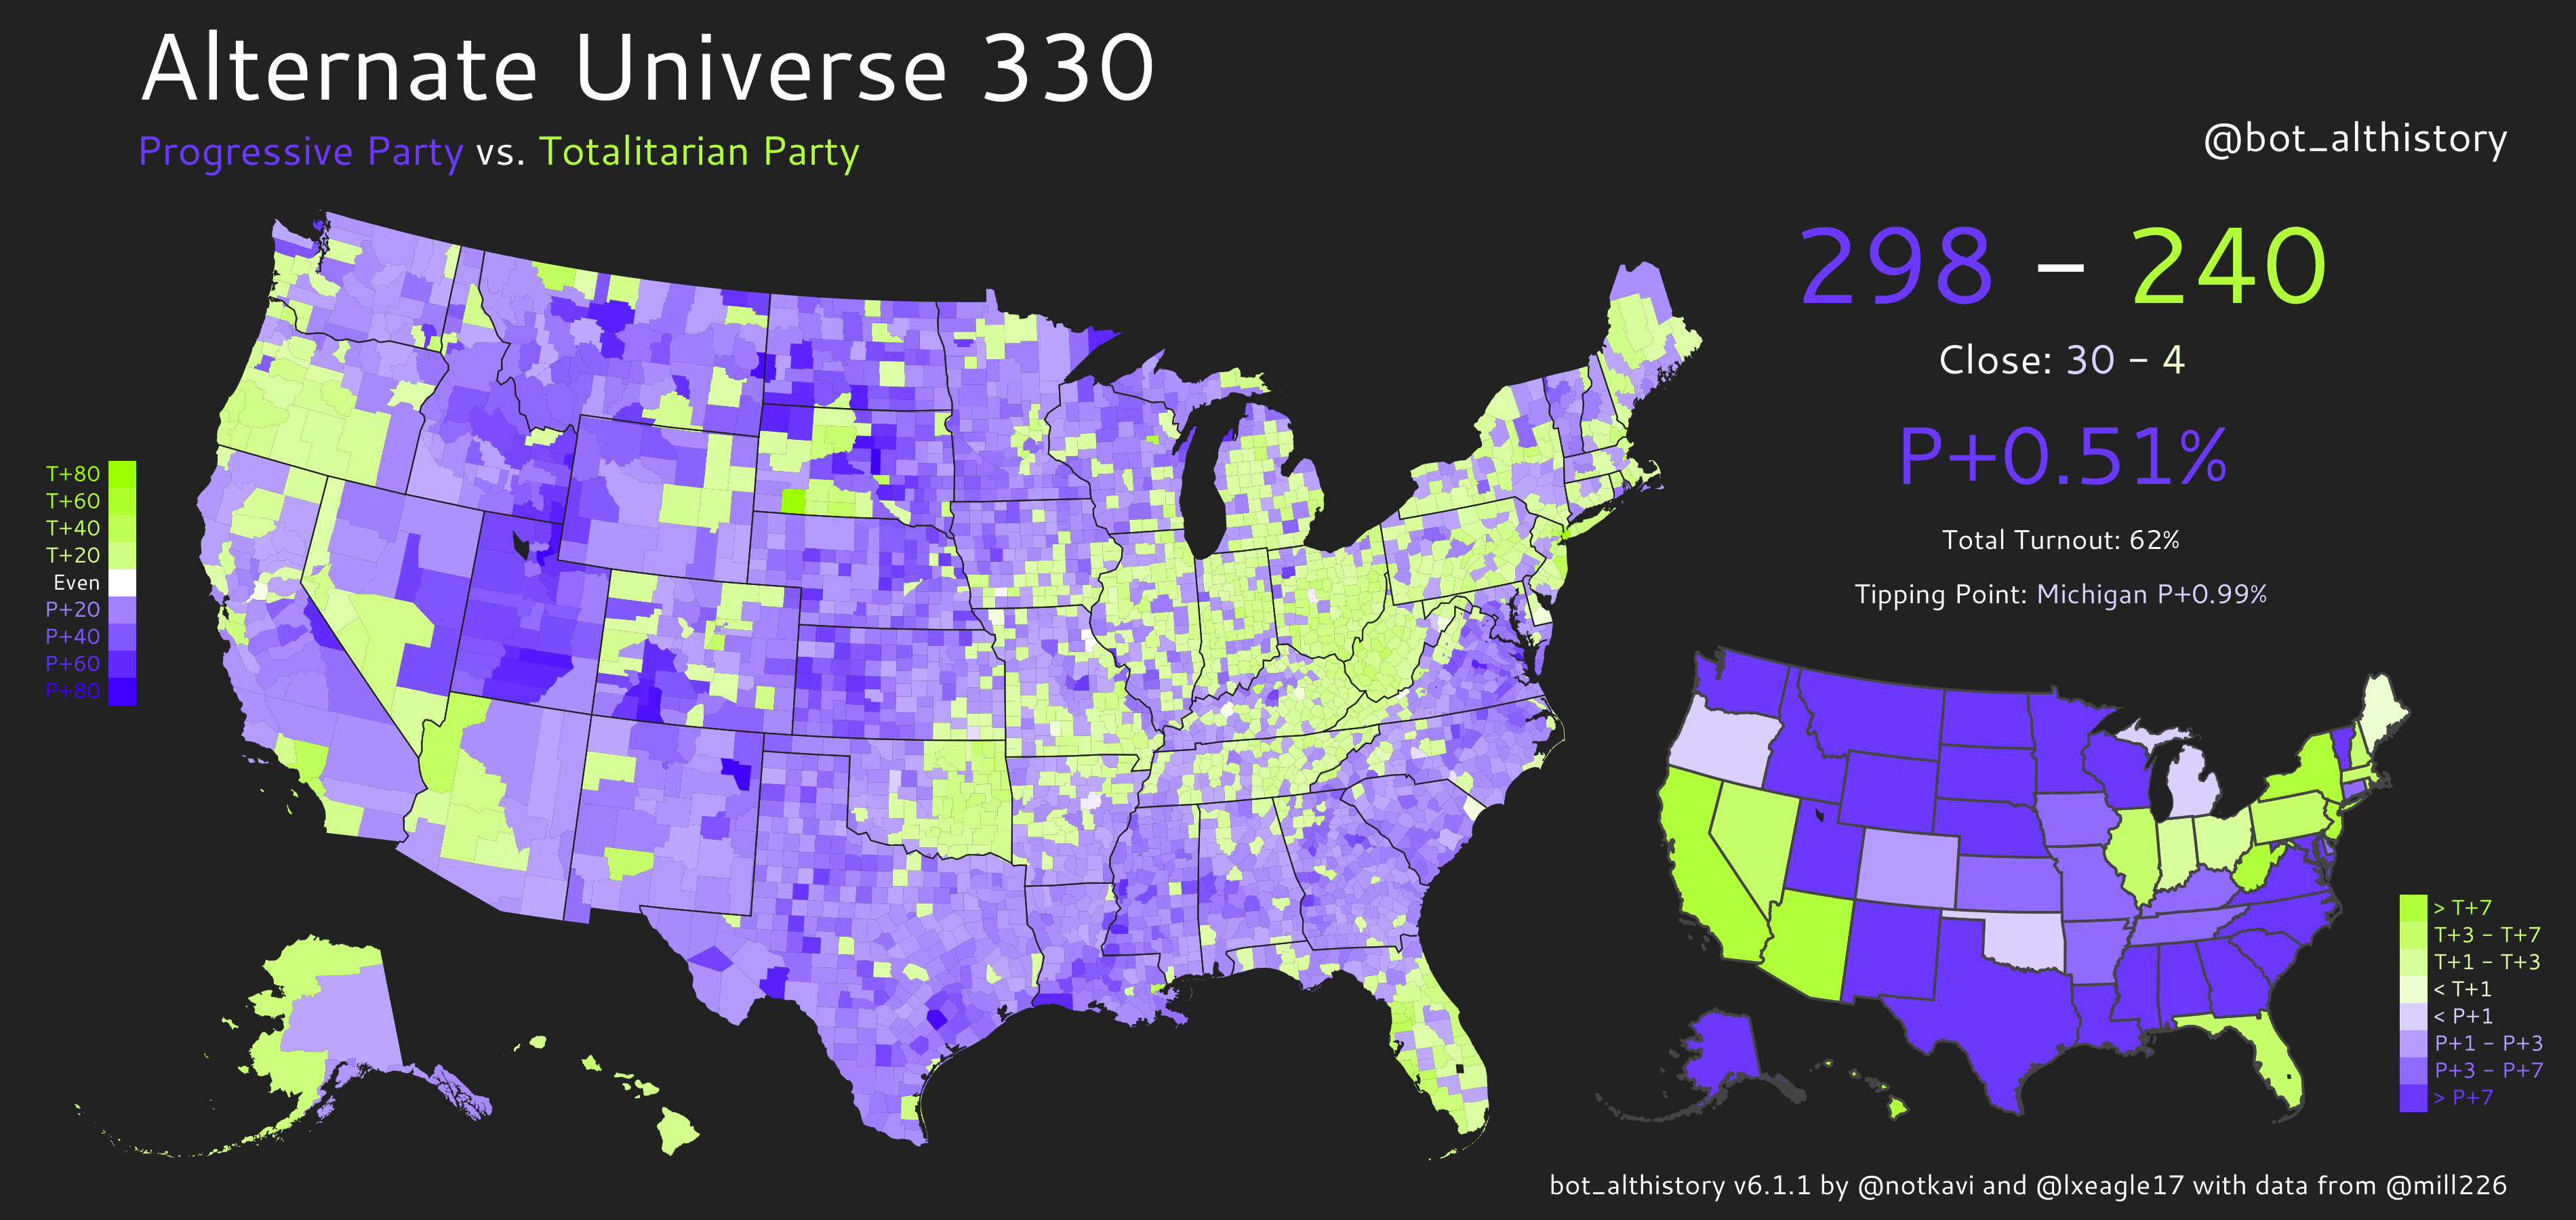 Alternate Universe 330
Progressive Party vs. Totalitarian Party
@bot_althistory
298 – 240
Close: 30 – 4
P+0.51%
Total Turnout: 62%
Tipping Point: Michigan P+0.99%
T+80
T+60
T+40
T+20
Even
P+20
P+40
P+60
P+80
> T+7
T+3 – T+7
T+1 – T+3
< T+1
< P+1
P+1 – P+3
P+3 – P+7
> P+7
bot_althistory v6.1.1 by @notkavi and @lxeagle17 with data from @mill226